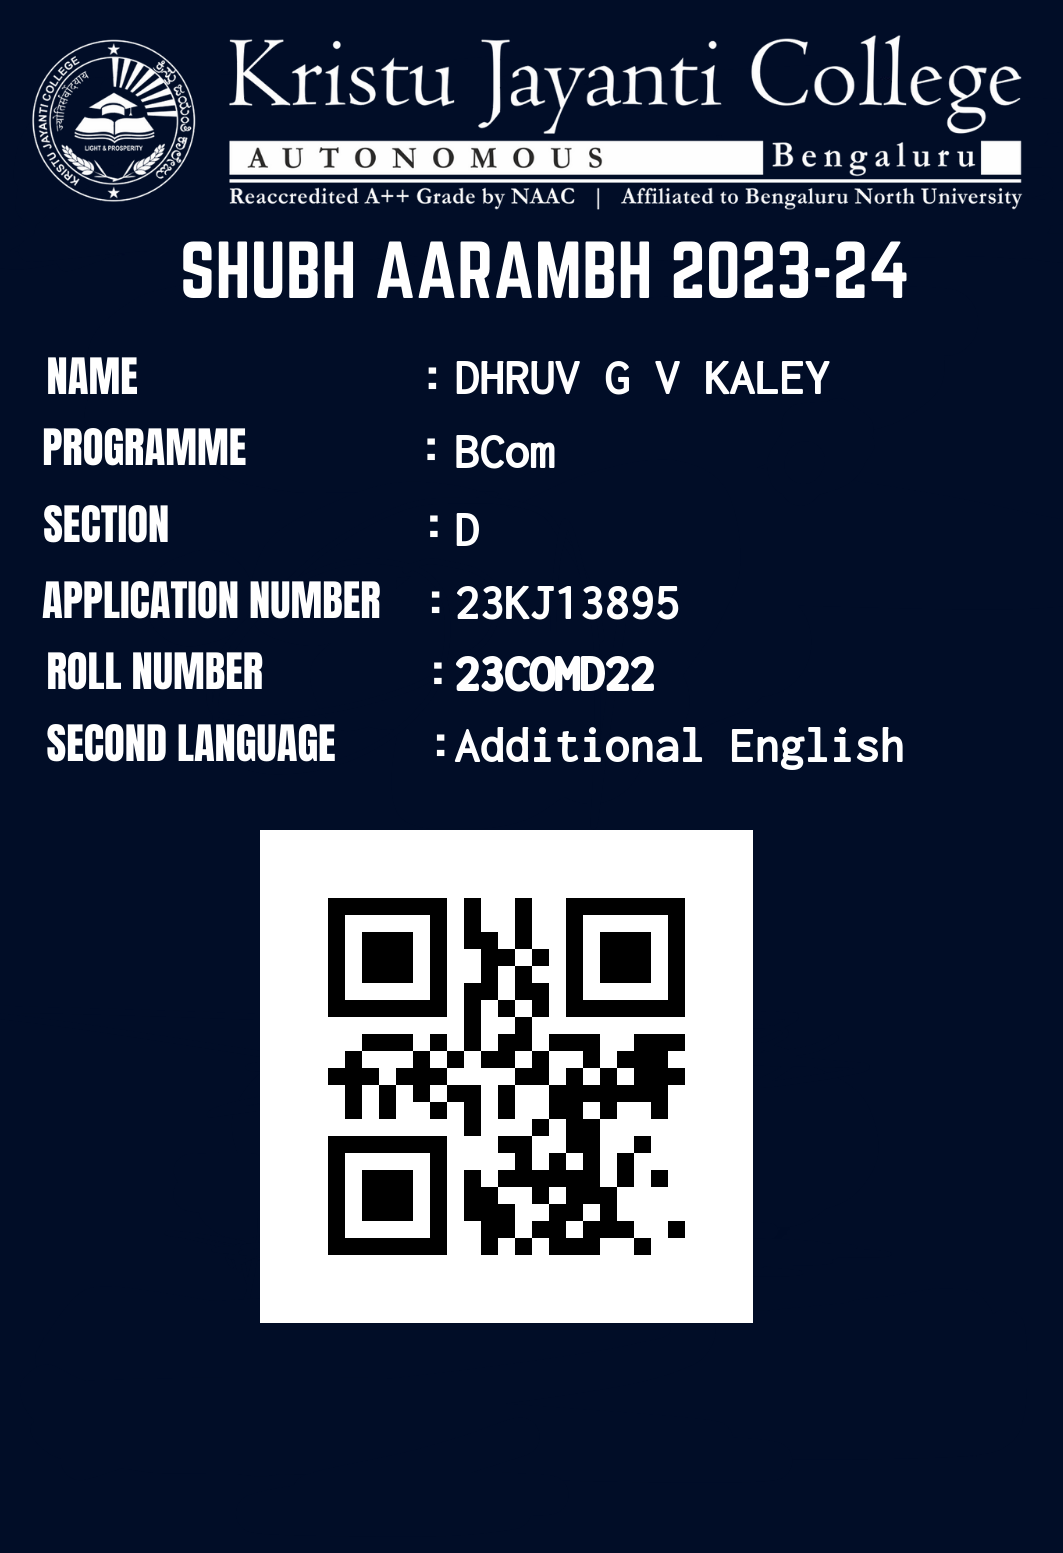 KRISTU JAYANTI COLLEGE
ಕ್ರಿಸ್ತು ಜಯಂತಿ ಕಾಲೇಜು
LIGHT & PROSPERITY
Kristu Jayanti College
AUTONOMOUS Bengaluru
Reaccredited A++ Grade by NAAC | Affiliated to Bengaluru North University
SHUBH AARAMBH 2023-24
NAME : DHRUV G V KALEY
PROGRAMME : BCom
SECTION : D
APPLICATION NUMBER : 23KJ13895
ROLL NUMBER : 23COMD22
SECOND LANGUAGE : Additional English